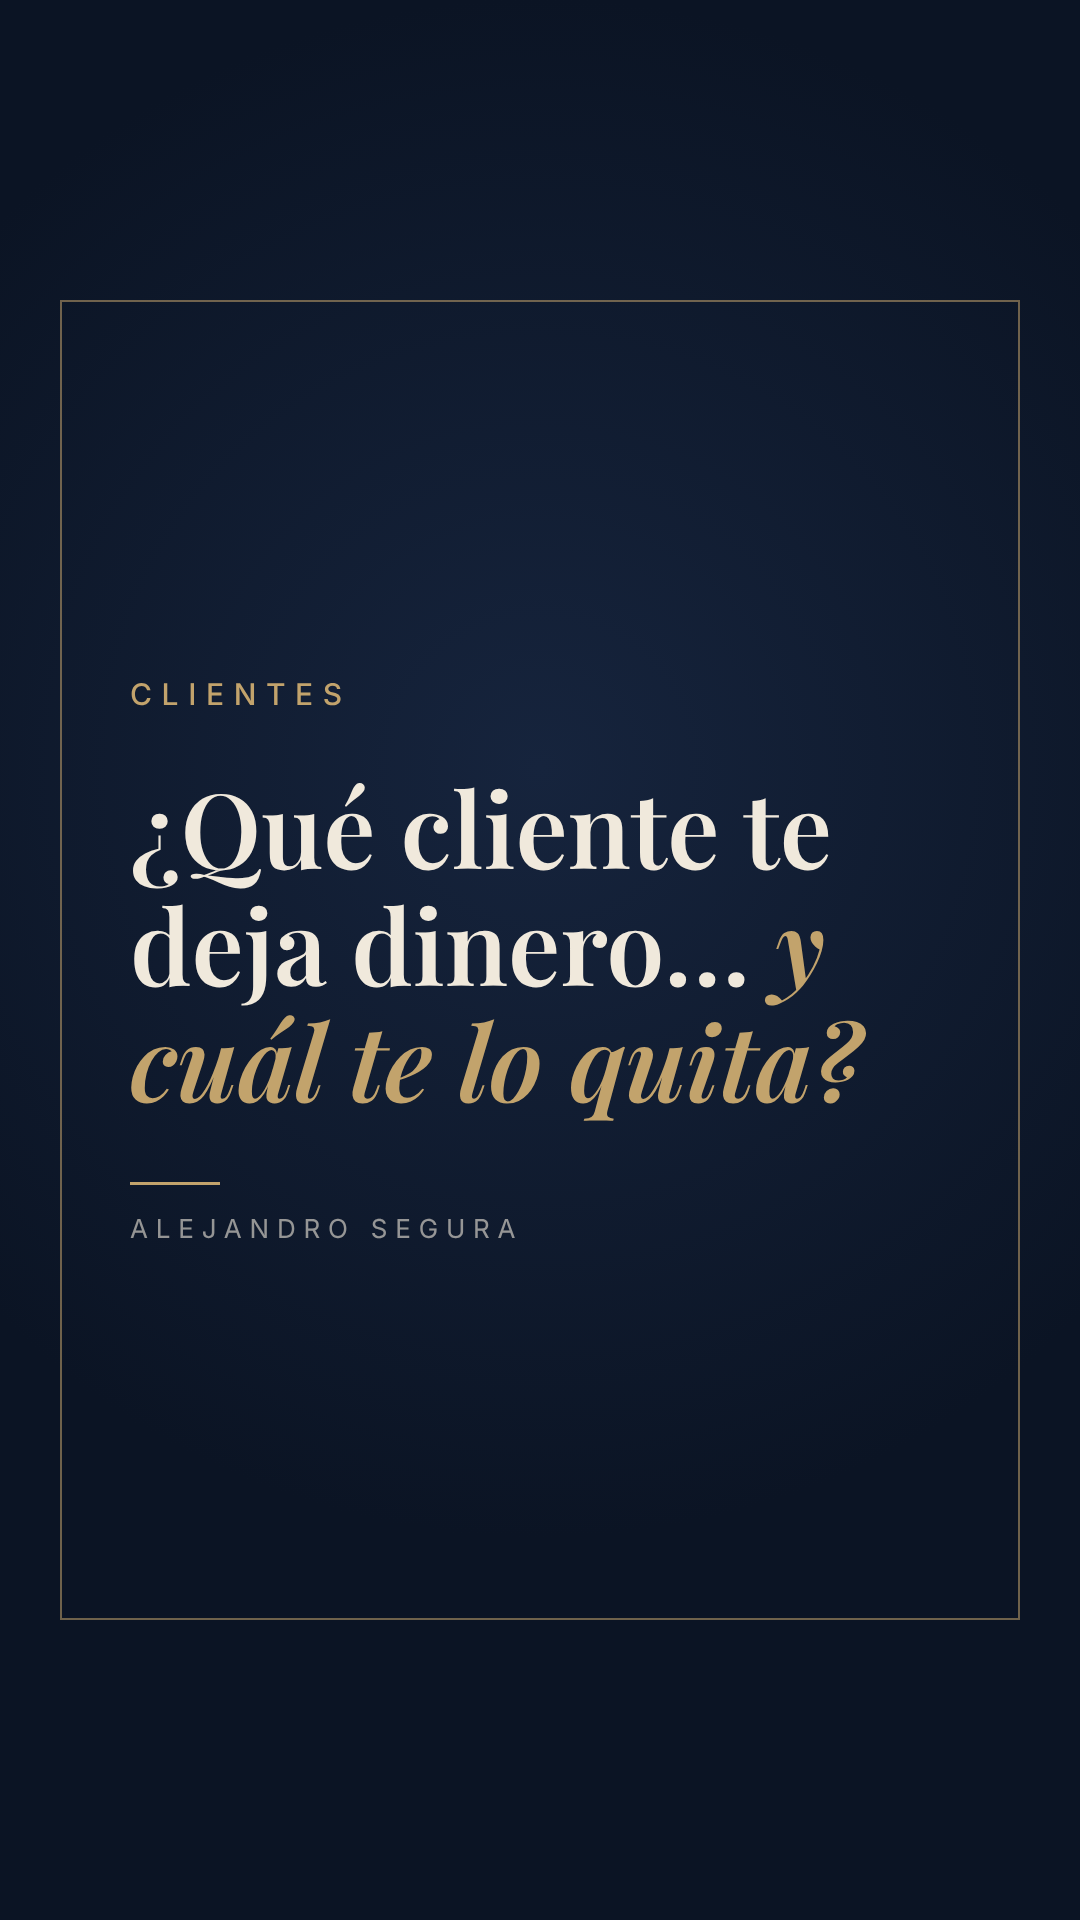 CLIENTES
¿Qué cliente te
deja dinero... y
cuál te lo quita?
ALEJANDRO SEGURA